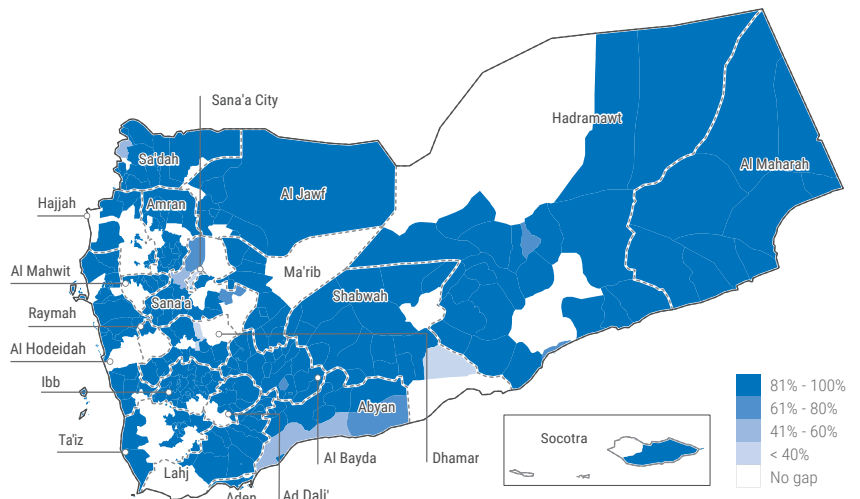 Sana'a City
Hadramawt
Sa'dah
Al Maharah
Al Jawf
Hajjah
Amran
Al Mahwit
Ma'rib
Shabwah
Sana'a
Raymah
Al Hodeidah
Ibb
81% - 100%
61% - 80%
Abyan
41% - 60%
Ta'iz
Socotra
< 40%
Al Bayda
Dhamar
Lahj
No gap
Aden
Ad Dali'